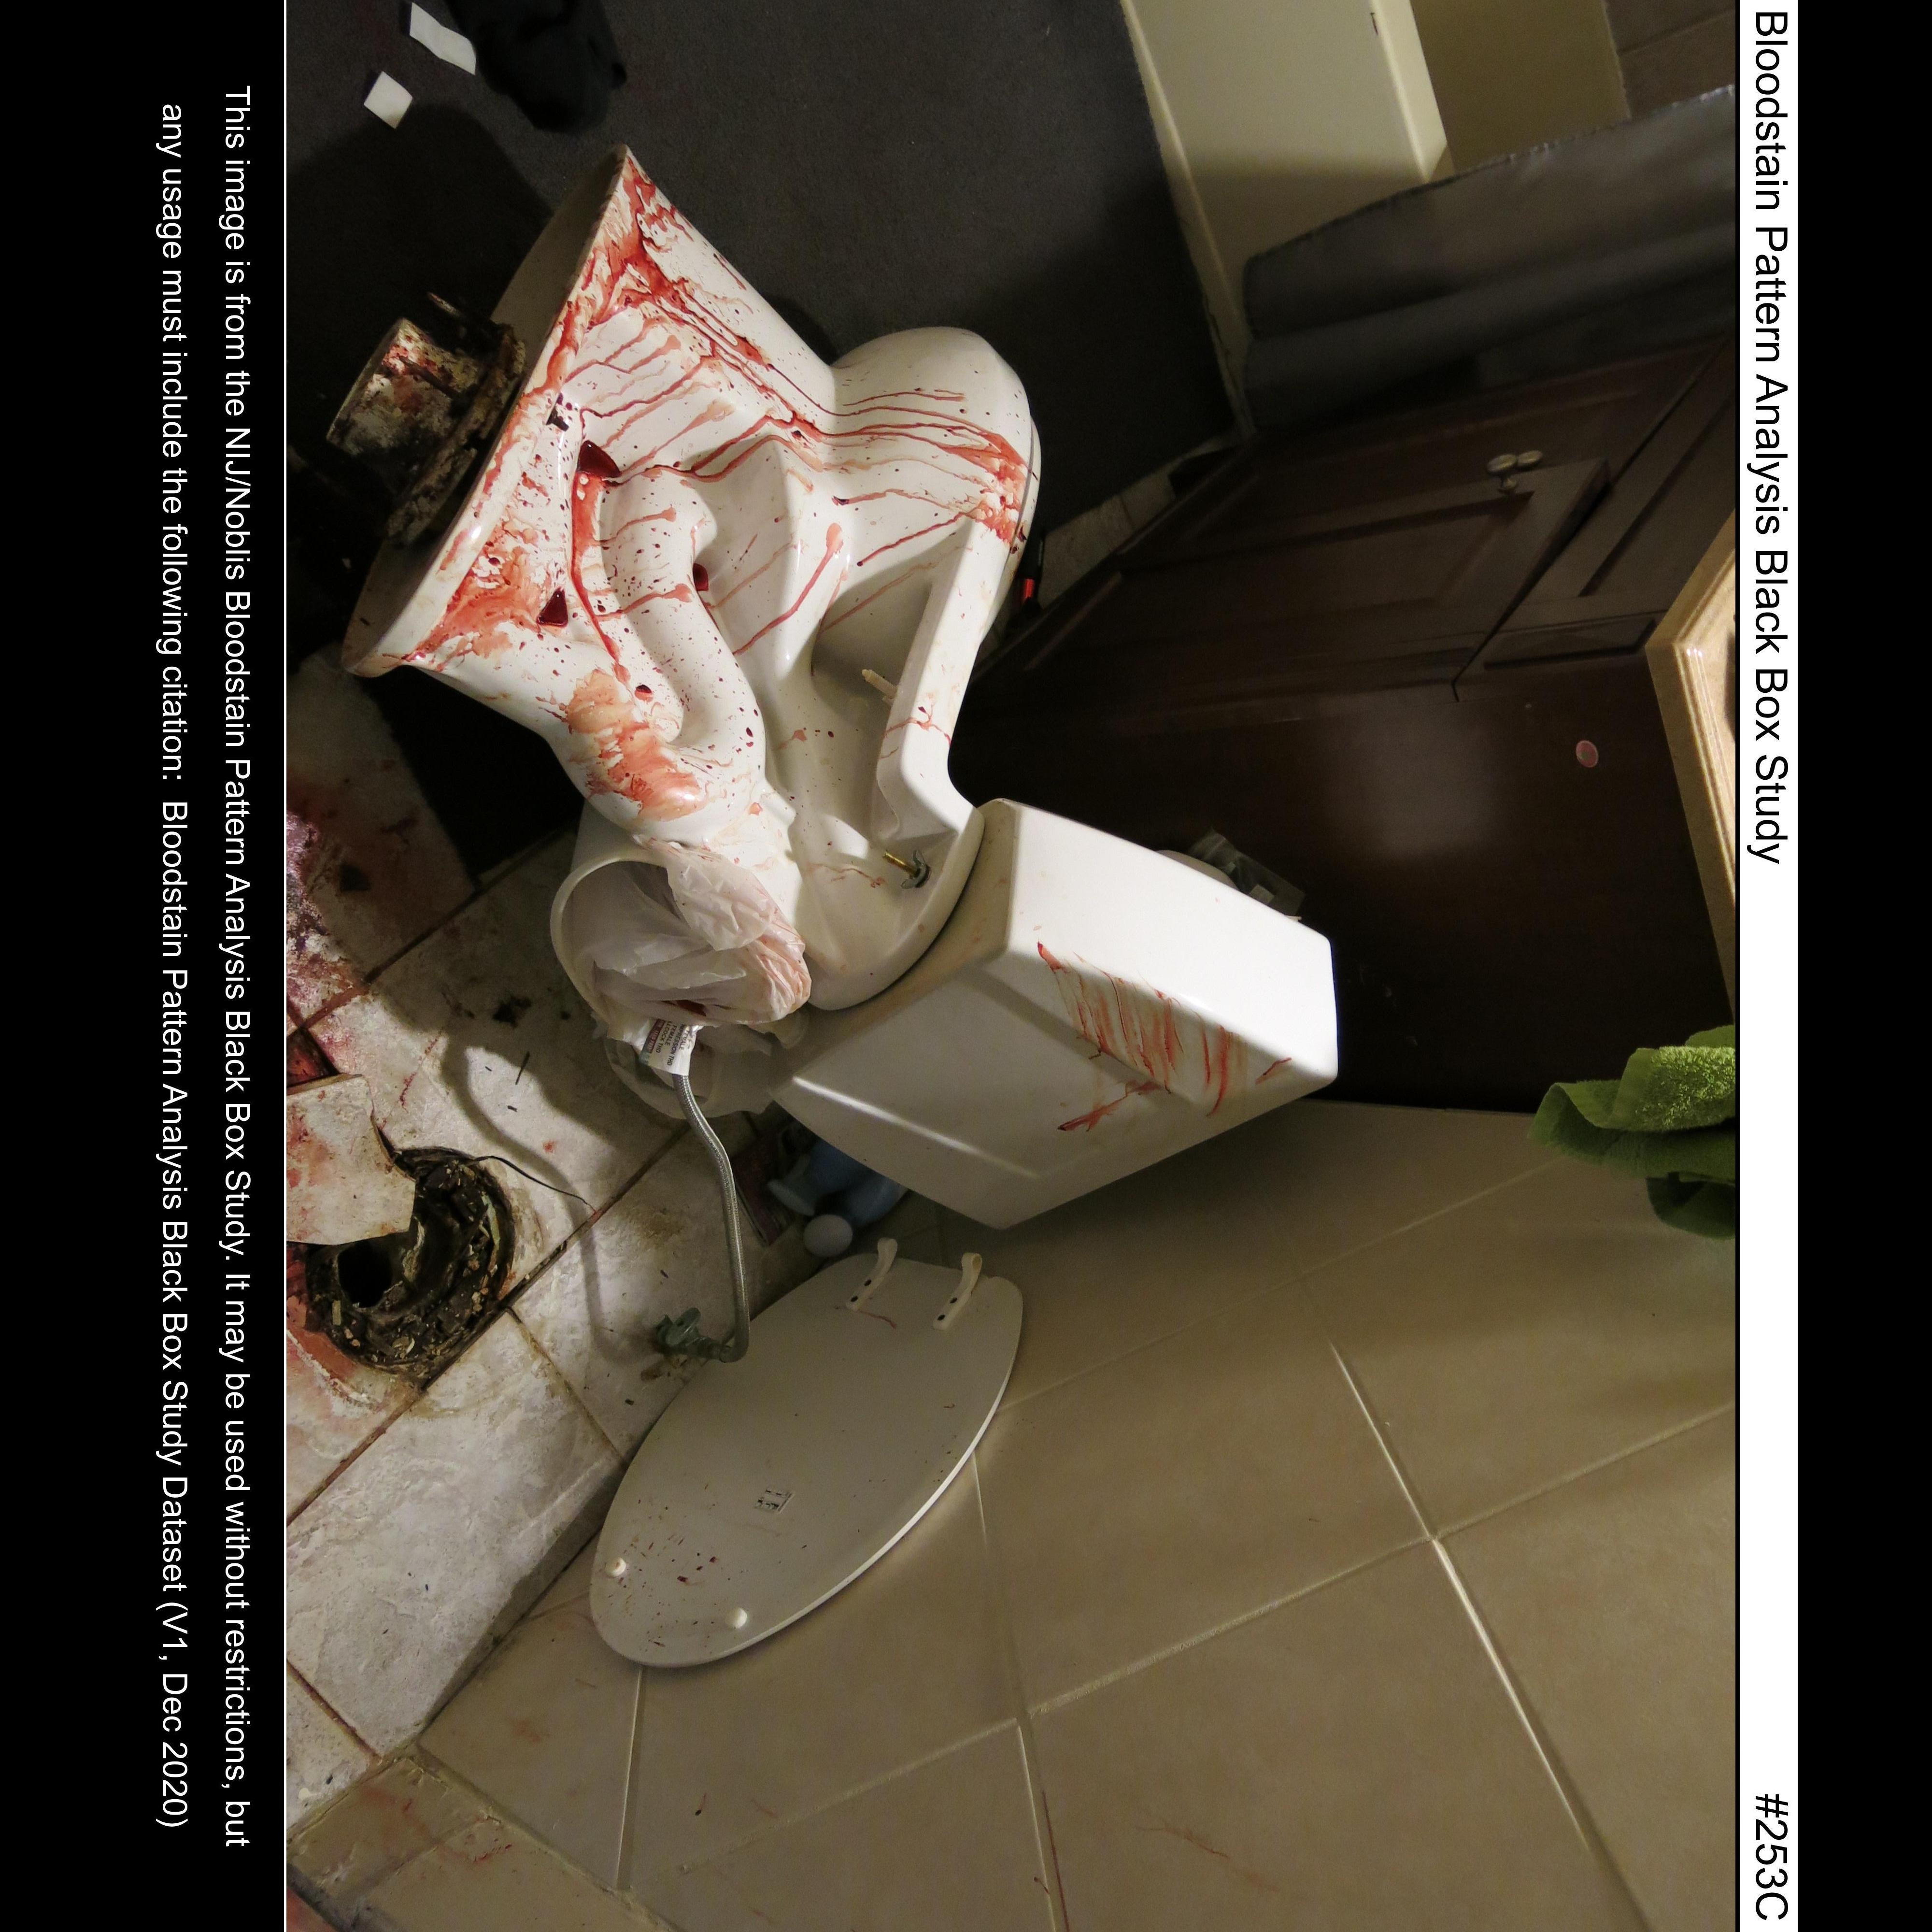 Bloodstain Pattern Analysis Black Box Study #253C
This image is from the NIJ/Noblis Bloodstain Pattern Analysis Black Box Study. It may be used without restrictions, but
any usage must include the following citation: Bloodstain Pattern Analysis Black Box Study Dataset (V1, Dec 2020)